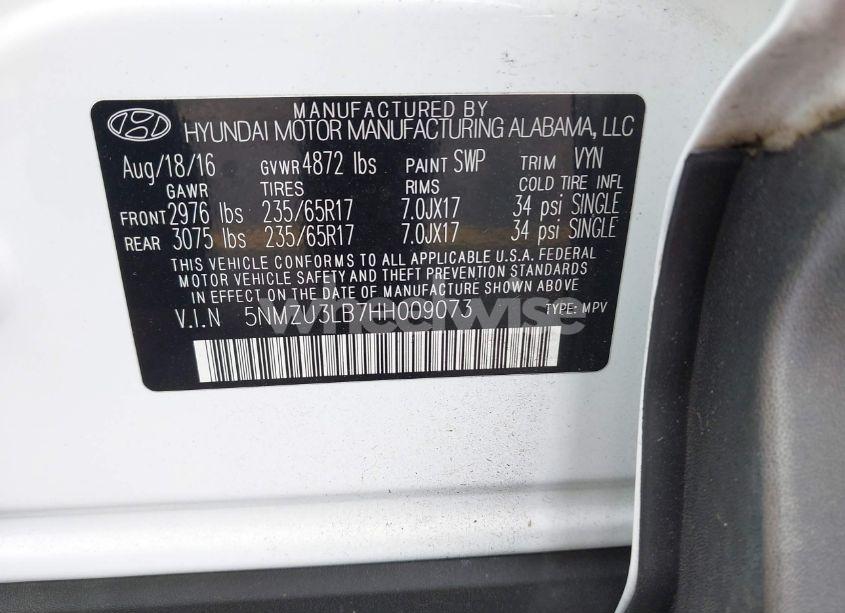 MANUFACTURED BY
HYUNDAI MOTOR MANUFACTURING ALABAMA, LLC
Aug/18/16 GVWR 4872 lbs PAINT SWP TRIM VYN
GAWR TIRES RIMS COLD TIRE INFL
FRONT 2976 lbs 235/65R17 7.0JX17 34 psi SINGLE
REAR 3075 lbs 235/65R17 7.0JX17 34 psi SINGLE
THIS VEHICLE CONFORMS TO ALL APPLICABLE U.S.A. FEDERAL
MOTOR VEHICLE SAFETY AND THEFT PREVENTION STANDARDS
IN EFFECT ON THE DATE OF MANUFACTURE SHOWN ABOVE
V.I.N 5NMZU3LB7HH009073 TYPE: MPV
wheelwise